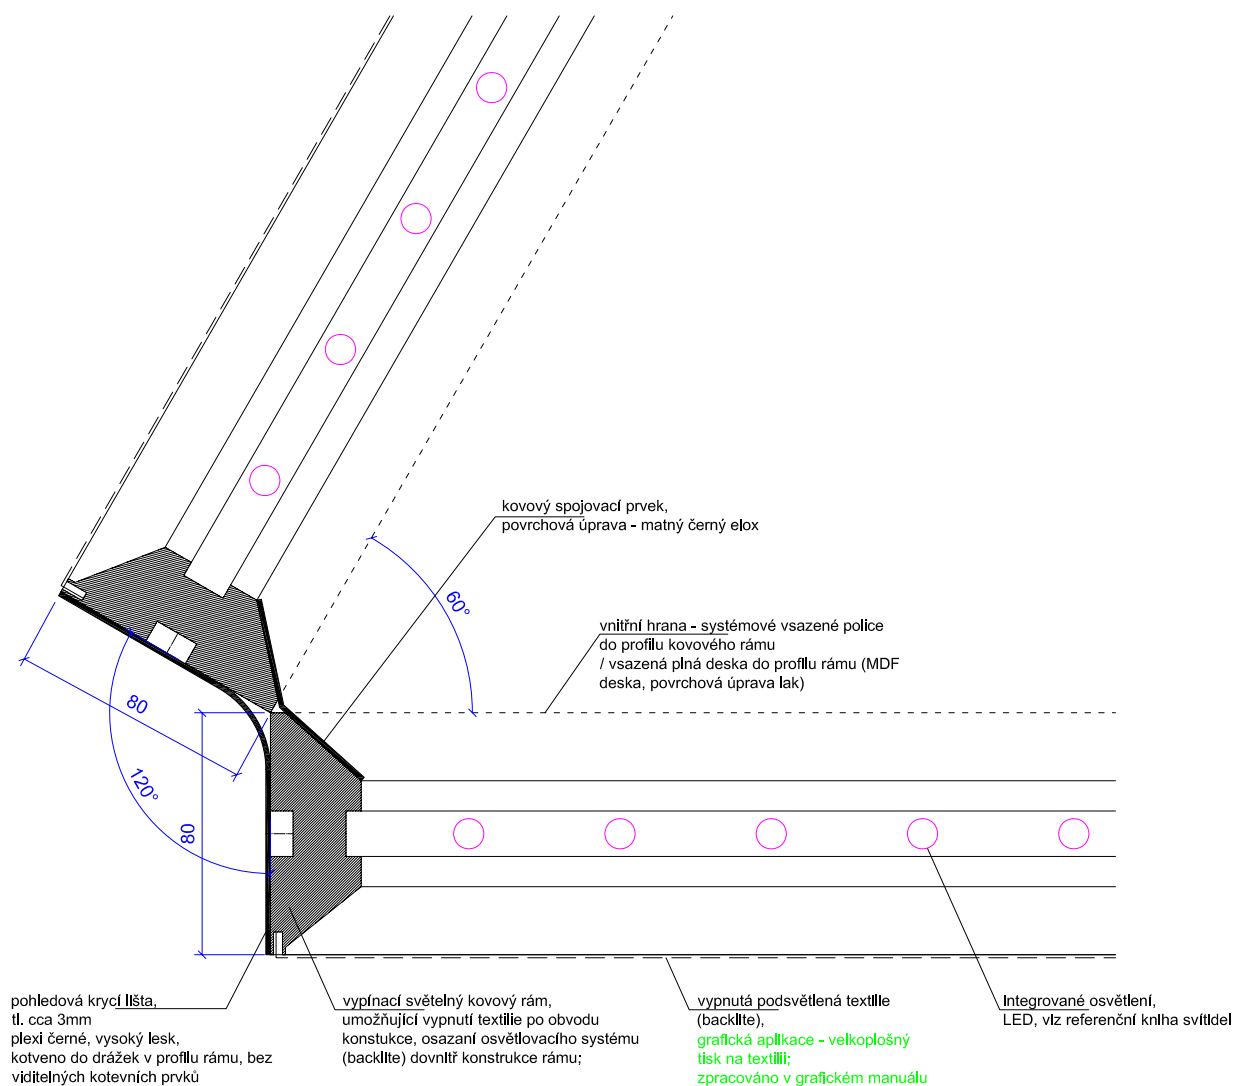 kovový spojovací prvek,
povrchová úprava - matný černý elox
60°
vnitřní hrana - systémové vsazené police
do profilu kovového rámu
/ vsazená plná deska do profilu rámu (MDF
deska, povrchová úprava lak)
80
120°
80
pohledová krycí lišta,
tl. cca 3mm
plexi černé, vysoký lesk,
kotveno do drážek v profilu rámu, bez
viditelných kotevních prvků
vypínací světelný kovový rám,
umožňující vypnutí textilie po obvodu
konstukce, osazaní osvětlovacího systému
(backlite) dovnitř konstrukce rámu;
vypnutá podsvětlená textilie
(backlite),
grafická aplikace - velkoplošný
tisk na textilii;
zpracováno v grafickém manuálu
Integrované osvětlení,
LED, viz referenční kniha svítidel